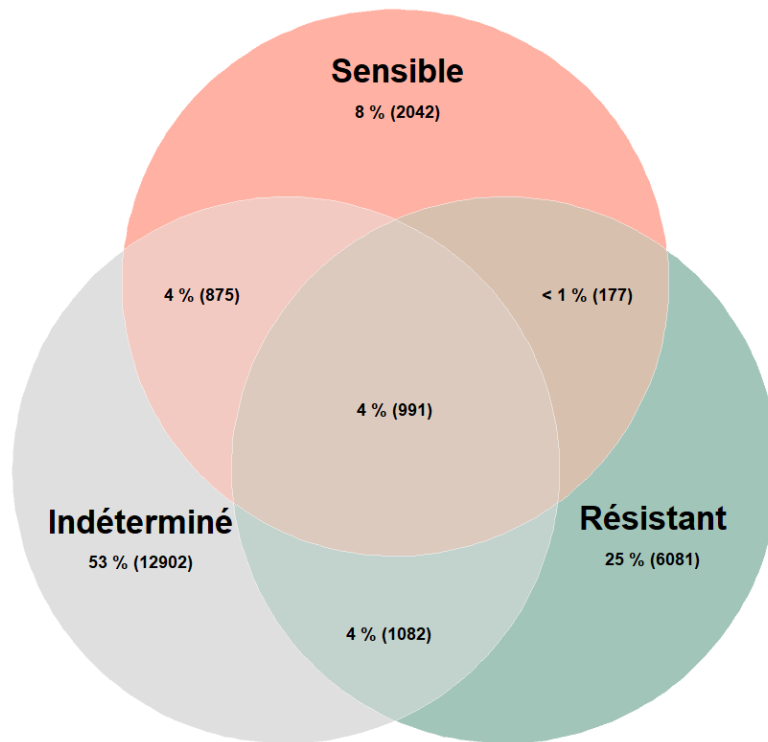 Sensible
8 % (2042)
4 % (875)
< 1 % (177)
4 % (991)
Indéterminé
53 % (12902)
Résistant
25 % (6081)
4 % (1082)